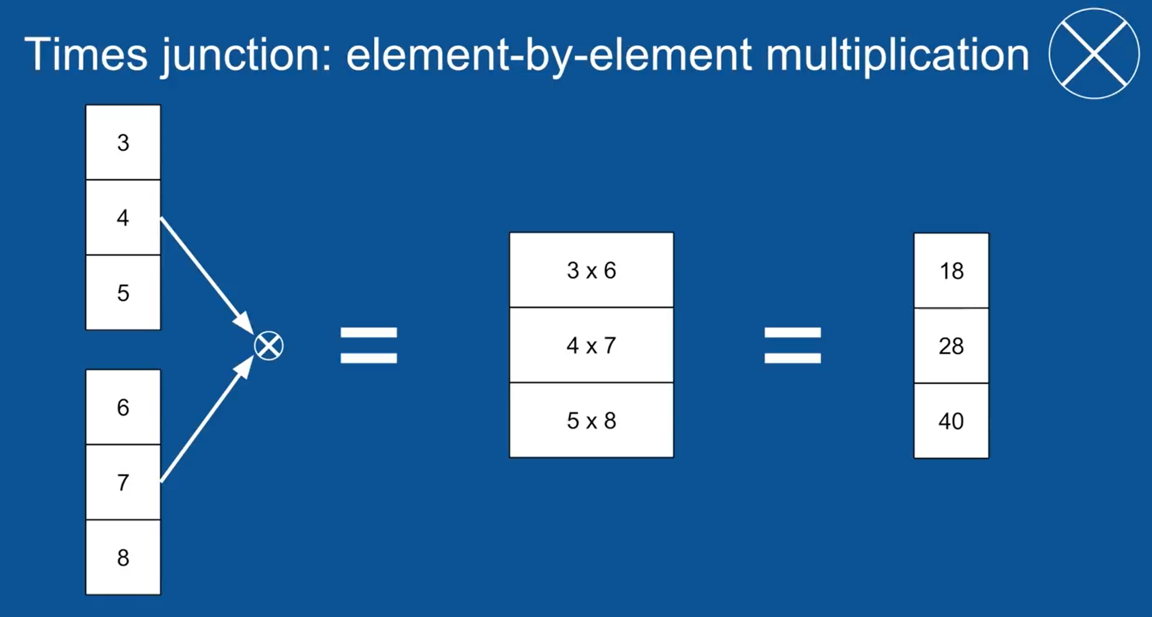 Times junction: element-by-element multiplication
3
4
5
6
7
8
=
3 x 6
4 x 7
5 x 8
=
18
28
40